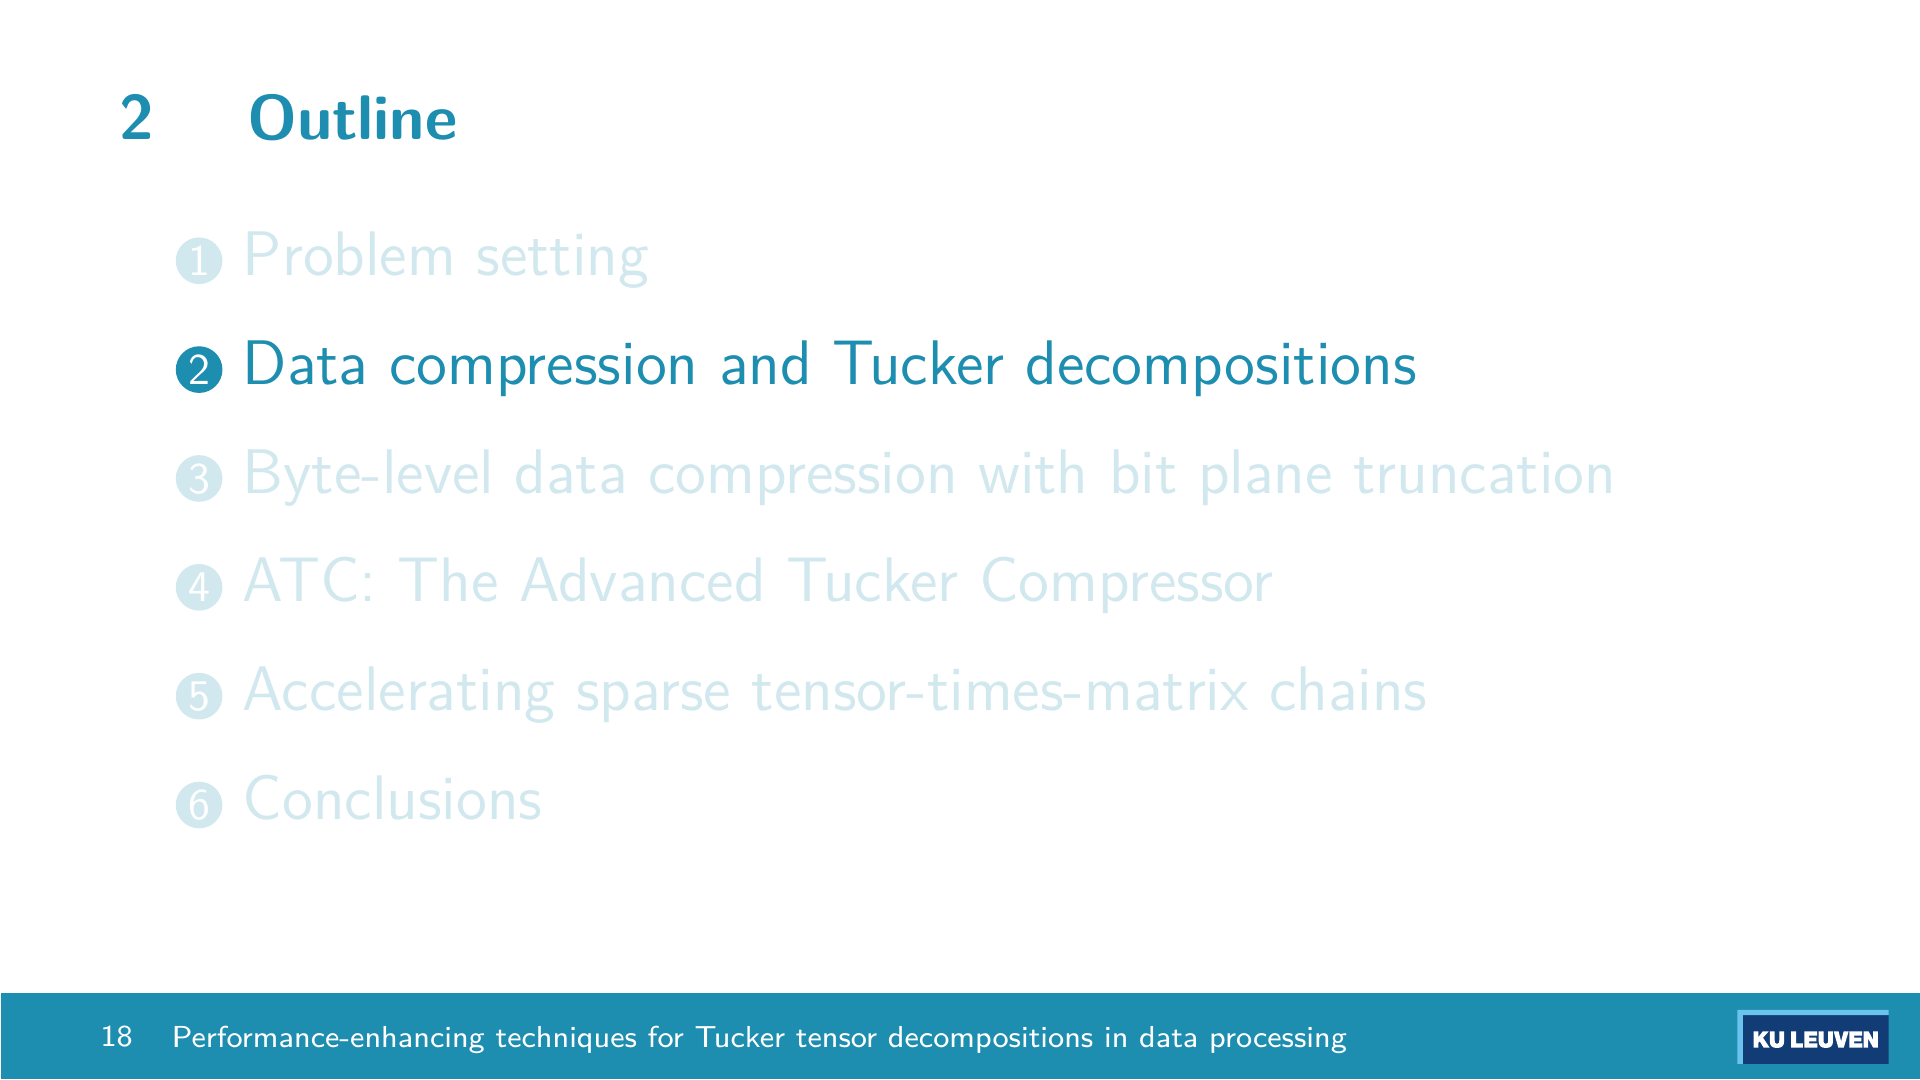 2 Outline
1 Problem setting
2 Data compression and Tucker decompositions
3 Byte-level data compression with bit plane truncation
4 ATC: The Advanced Tucker Compressor
5 Accelerating sparse tensor-times-matrix chains
6 Conclusions
18 Performance-enhancing techniques for Tucker tensor decompositions in data processing
KU LEUVEN